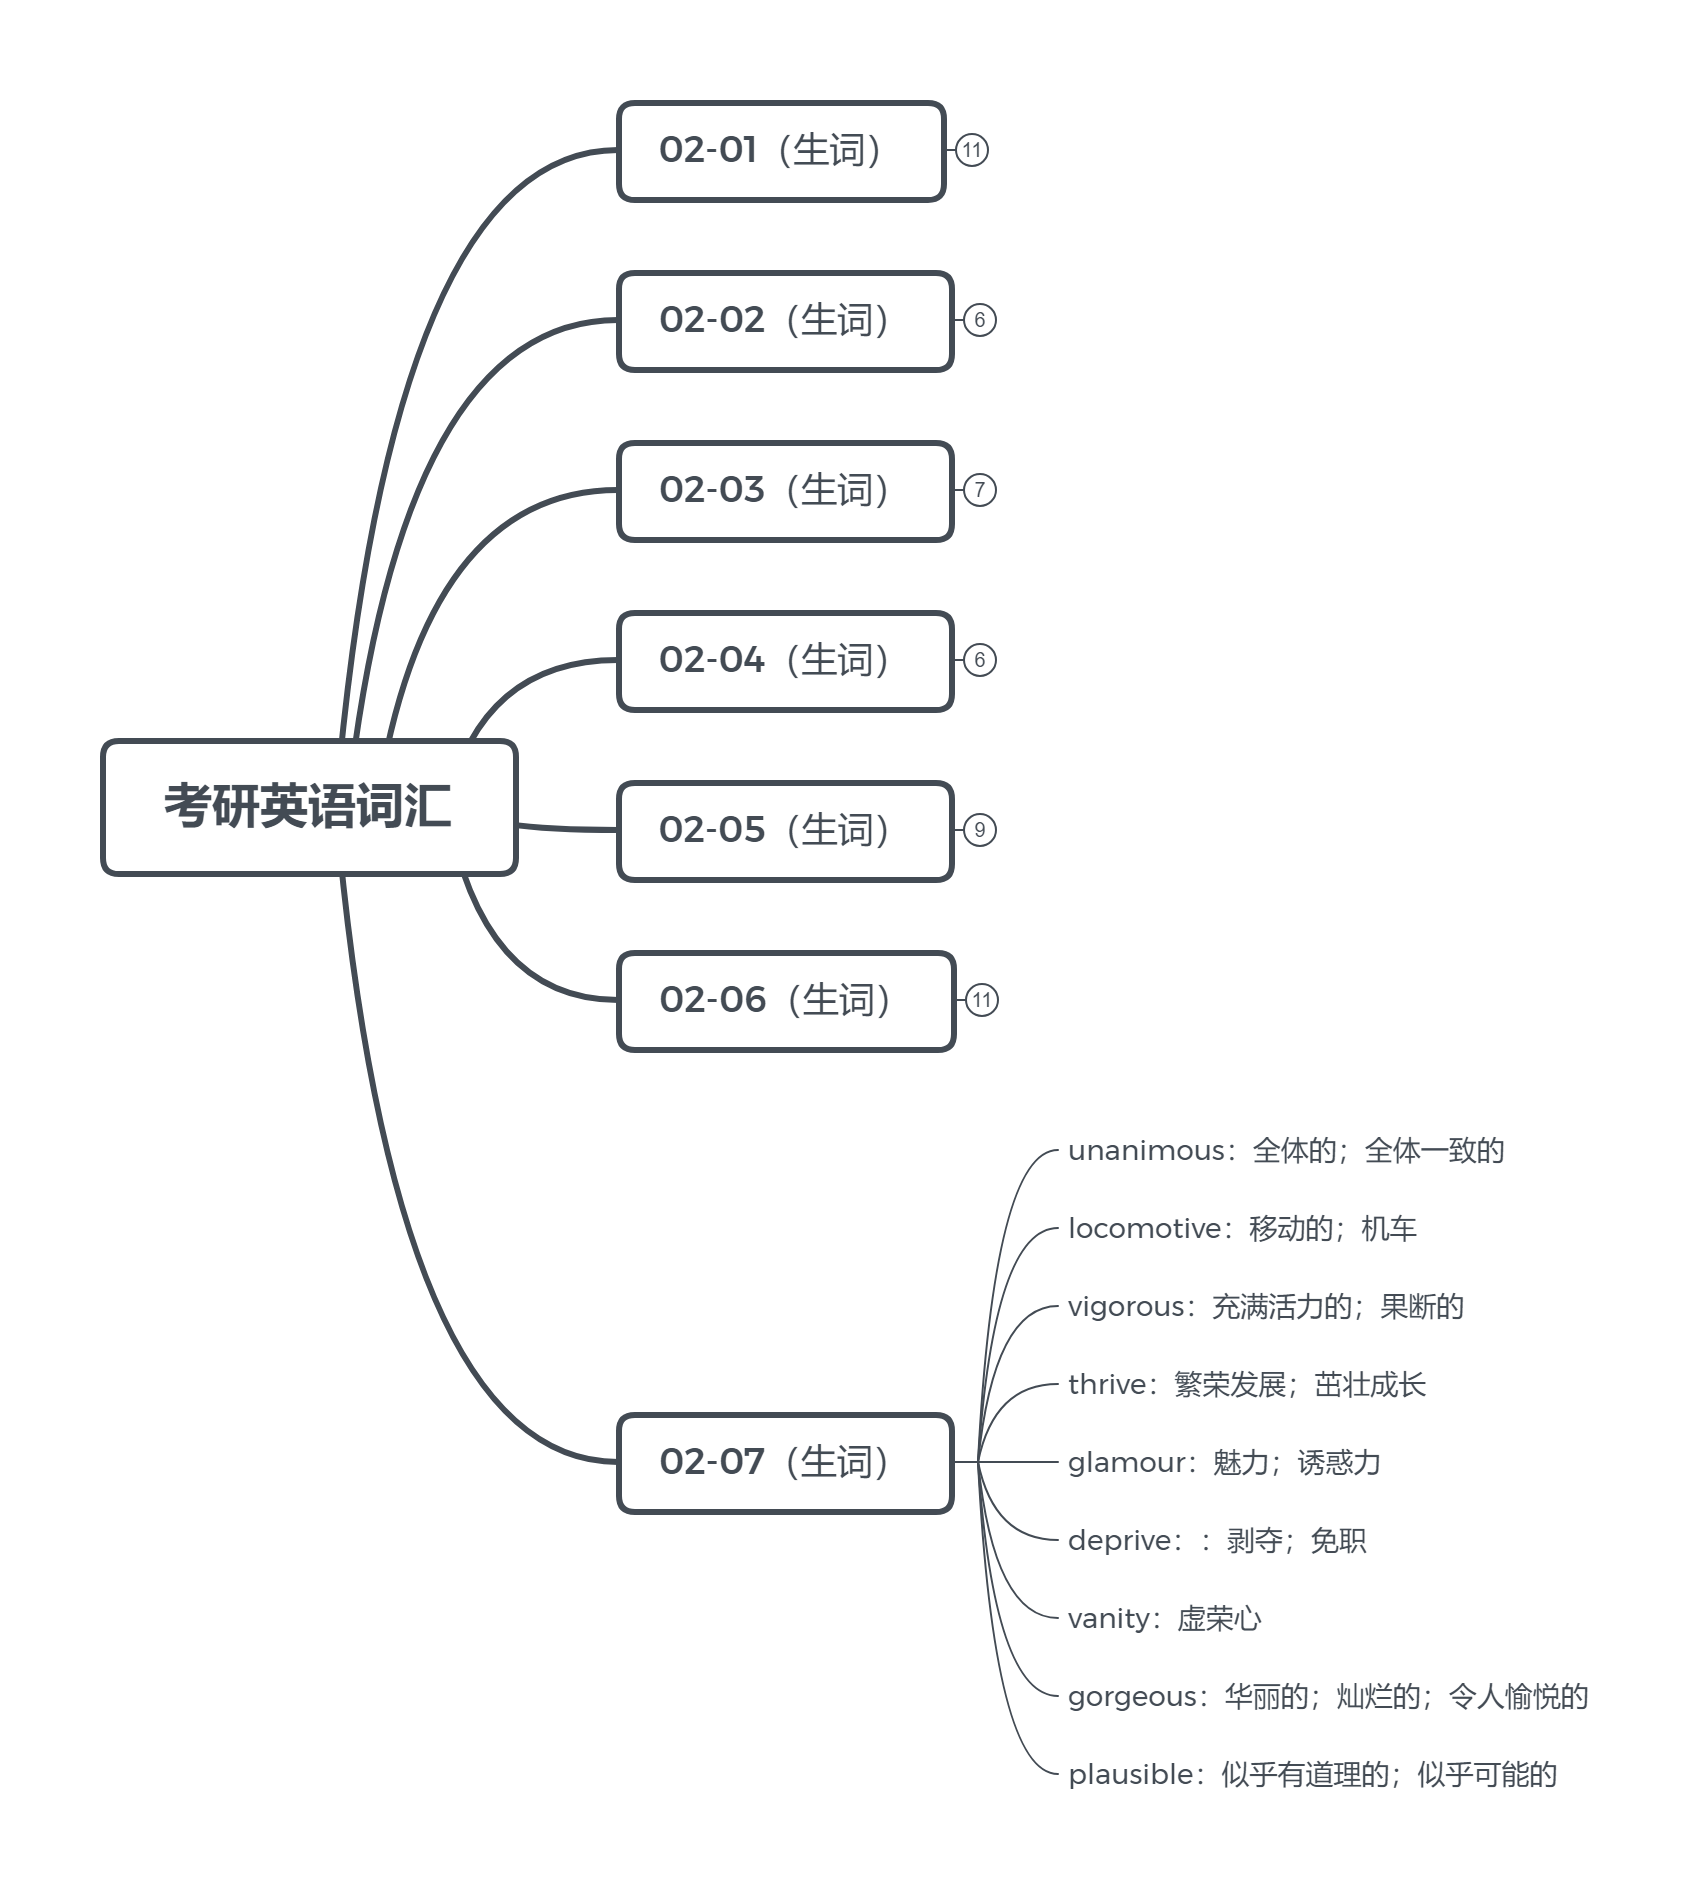 02-01（生词）
11
02-02（生词）
6
02-03（生词）
7
02-04（生词）
6
考研英语词汇
02-05（生词）
9
02-06（生词）
11
02-07（生词）
unanimous：全体的；全体一致的
locomotive：移动的；机车
vigorous：充满活力的；果断的
thrive：繁荣发展；茁壮成长
glamour：魅力；诱惑力
deprive：：剥夺；免职
vanity：虚荣心
gorgeous：华丽的；灿烂的；令人愉悦的
plausible：似乎有道理的；似乎可能的